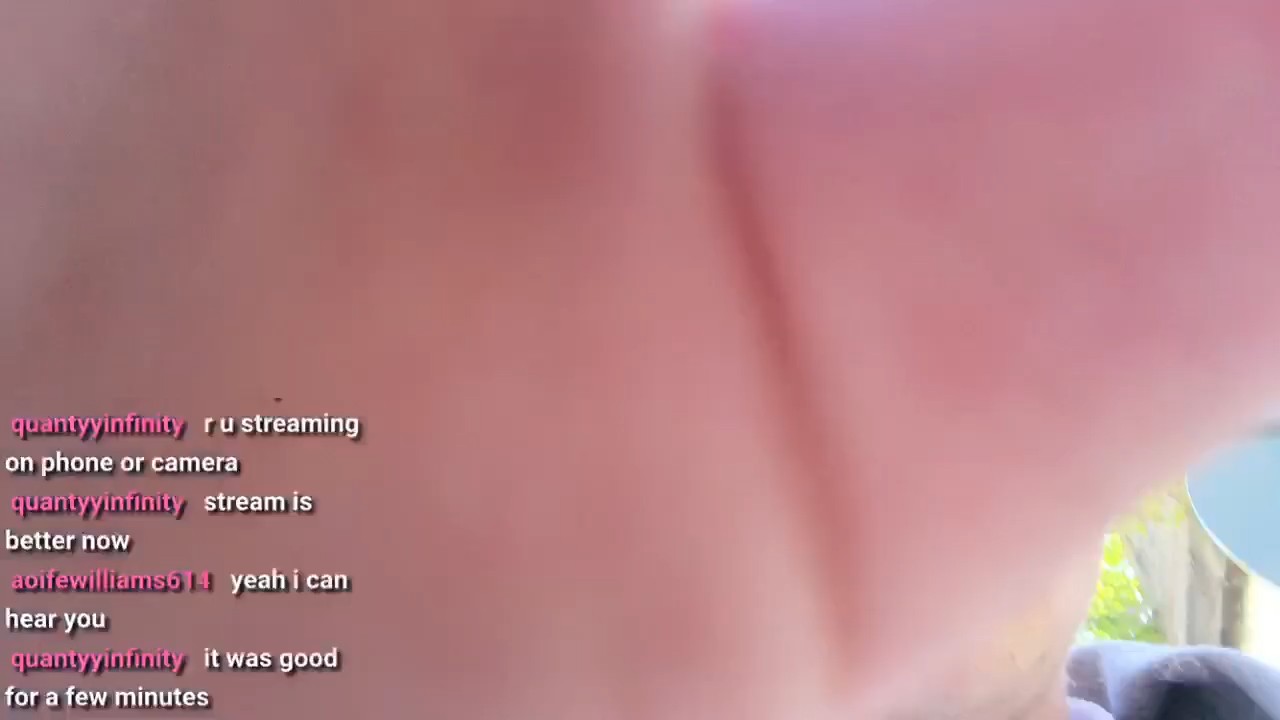 quantyyinfinity r u streaming
on phone or camera
quantyyinfinity stream is
better now
aoifewilliams614 yeah i can
hear you
quantyyinfinity it was good
for a few minutes